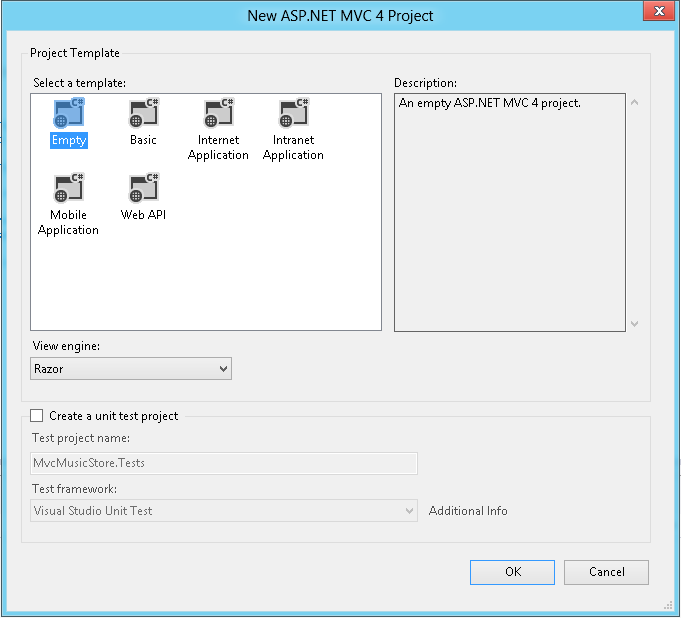 New ASP.NET MVC 4 Project
x
Project Template
Select a template:
Description:
C#
C#
C#
C#
Empty
Basic
Internet
Application
Intranet
Application
An empty ASP.NET MVC 4 project.
C#
C#
Mobile
Application
Web API
View engine:
Razor
Create a unit test project
Test project name:
MvcMusicStore.Tests
Test framework:
Visual Studio Unit Test
Additional Info
OK
Cancel